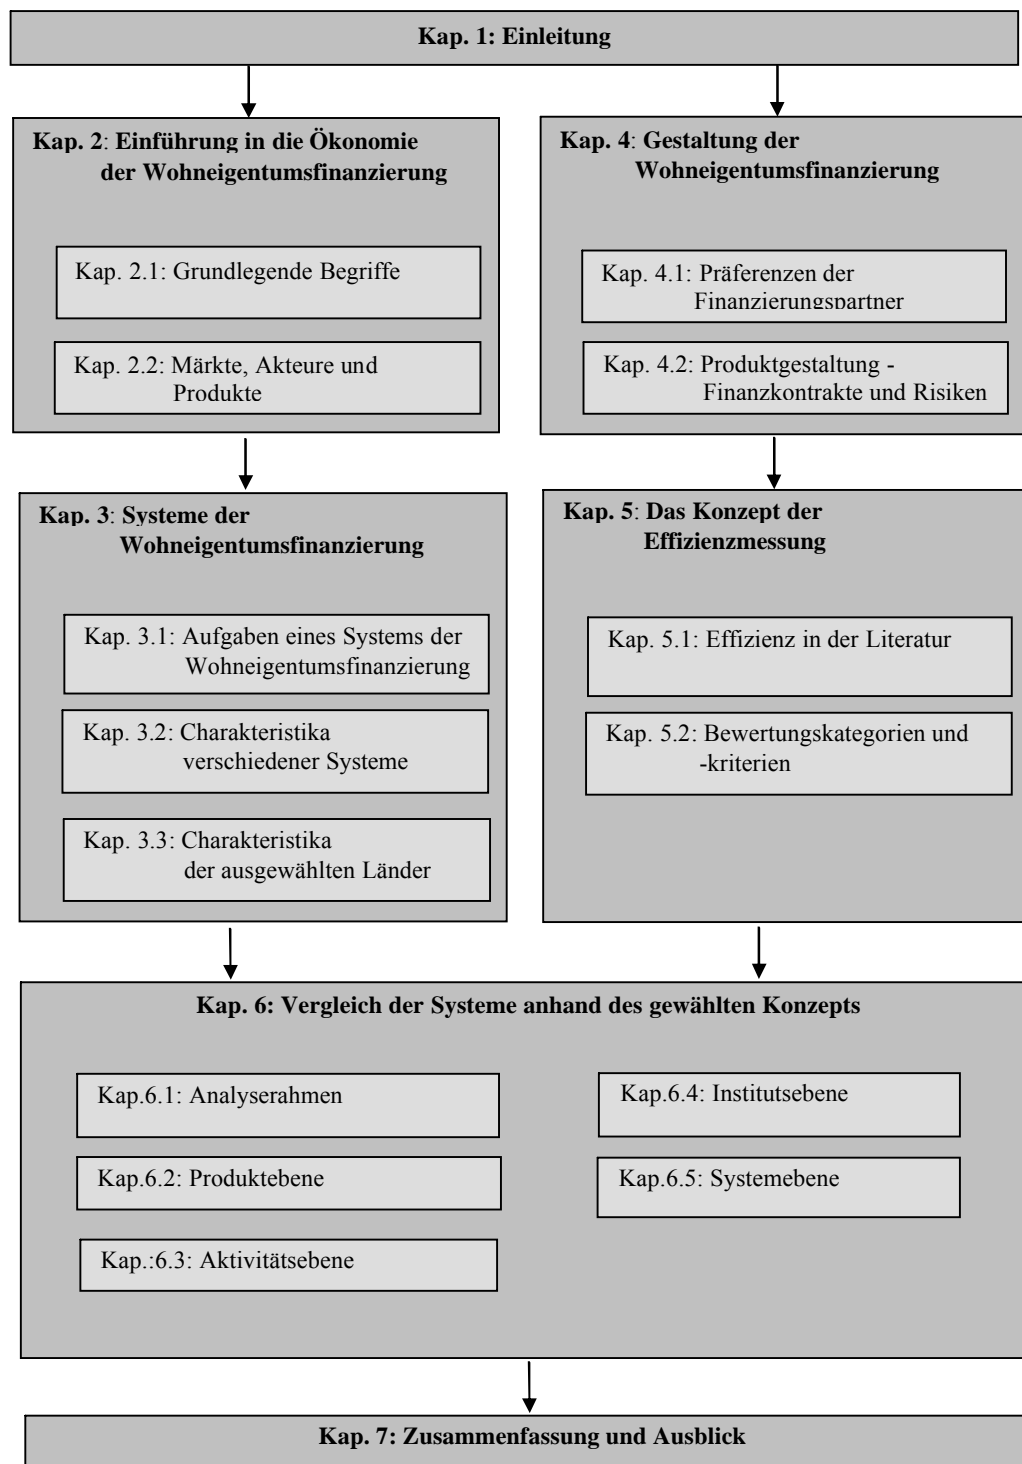 Kap. 1: Einleitung
Kap. 2: Einführung in die Ökonomie
der Wohneigentumsfinanzierung
Kap. 2.1: Grundlegende Begriffe
Kap. 2.2: Märkte, Akteure und
Produkte
Kap. 4: Gestaltung der
Wohneigentumsfinanzierung
Kap. 4.1: Präferenzen der
Finanzierungspartner
Kap. 4.2: Produktgestaltung -
Finanzkontrakte und Risiken
Kap. 3: Systeme der
Wohneigentumsfinanzierung
Kap. 3.1: Aufgaben eines Systems der
Wohneigentumsfinanzierung
Kap. 3.2: Charakteristika
verschiedener Systeme
Kap. 3.3: Charakteristika
der ausgewählten Länder
Kap. 5: Das Konzept der
Effizienzmessung
Kap. 5.1: Effizienz in der Literatur
Kap. 5.2: Bewertungskategorien und
-kriterien
Kap. 6: Vergleich der Systeme anhand des gewählten Konzepts
Kap.6.1: Analyserahmen
Kap.6.2: Produktebene
Kap.:6.3: Aktivitätsebene
Kap.6.4: Institutsebene
Kap.6.5: Systemebene
Kap. 7: Zusammenfassung und Ausblick